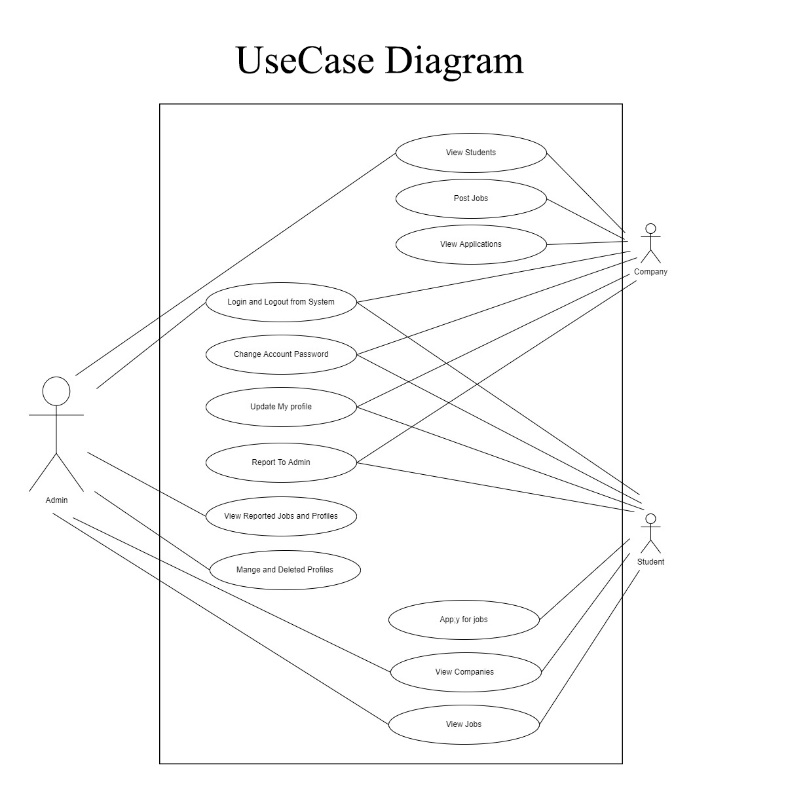 UseCase Diagram
View Students
Post Jobs
View Applications
Company
Login and Logout from System
Change Account Password
Update My profile
Report To Admin
Admin
View Reported Jobs and Profiles
Mange and Deleted Profiles
Student
Apply for jobs
View Companies
View Jobs